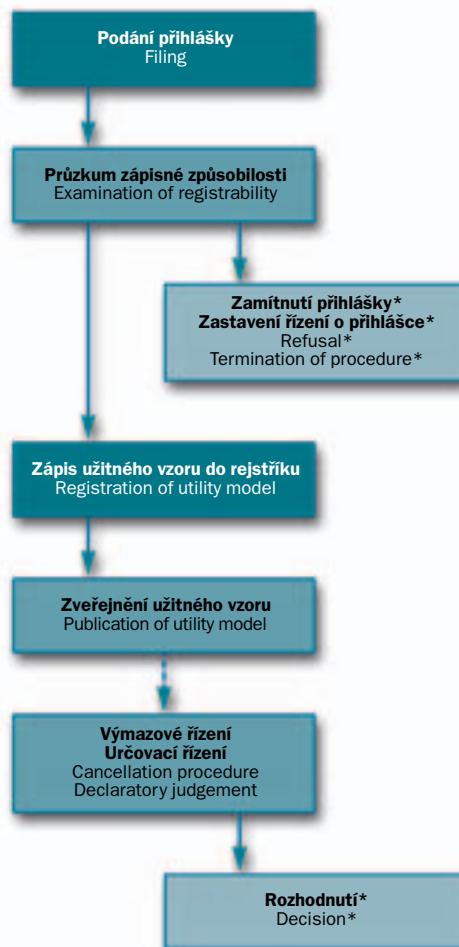 Podání přihlášky
Filing
Průzkum zápisné způsobilosti
Examination of registrability
Zamítnutí přihlášky*
Zastavení řízení o přihlášce*
Refusal*
Termination of procedure*
Zápis užitného vzoru do rejstříku
Registration of utility model
Zveřejnění užitného vzoru
Publication of utility model
Výmazové řízení
Určovací řízení
Cancellation procedure
Declaratory judgement
Rozhodnutí*
Decision*